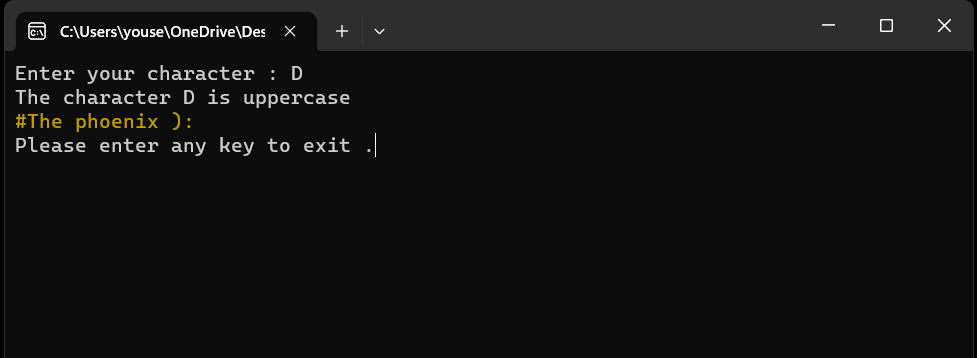 C:\Users\youse\OneDrive\Des
Enter your character : D
The character D is uppercase
#The phoenix ):
Please enter any key to exit .